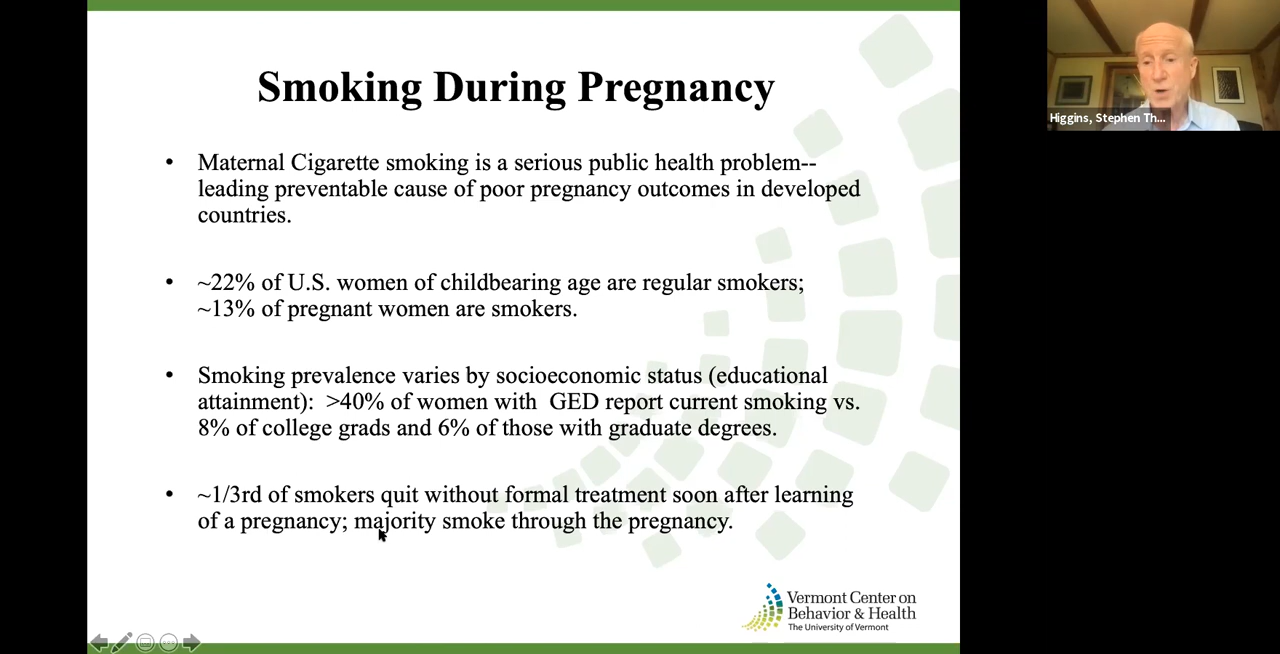 Smoking During Pregnancy
• Maternal Cigarette smoking is a serious public health problem--
leading preventable cause of poor pregnancy outcomes in developed
countries.
• ~22% of U.S. women of childbearing age are regular smokers;
~13% of pregnant women are smokers.
• Smoking prevalence varies by socioeconomic status (educational
attainment):  >40% of women with  GED report current smoking vs.
8% of college grads and 6% of those with graduate degrees.
• ~1/3rd of smokers quit without formal treatment soon after learning
of a pregnancy; majority smoke through the pregnancy.
Vermont Center on
Behavior & Health
The University of Vermont
Higgins, Stephen Th...